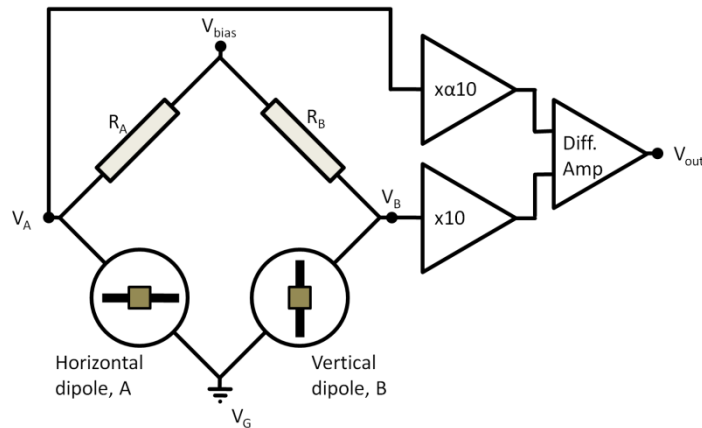 V_bias
xα10
R_A
R_B
Diff.
Amp
V_out
V_A
V_B
x10
Horizontal
dipole, A
Vertical
dipole, B
V_G